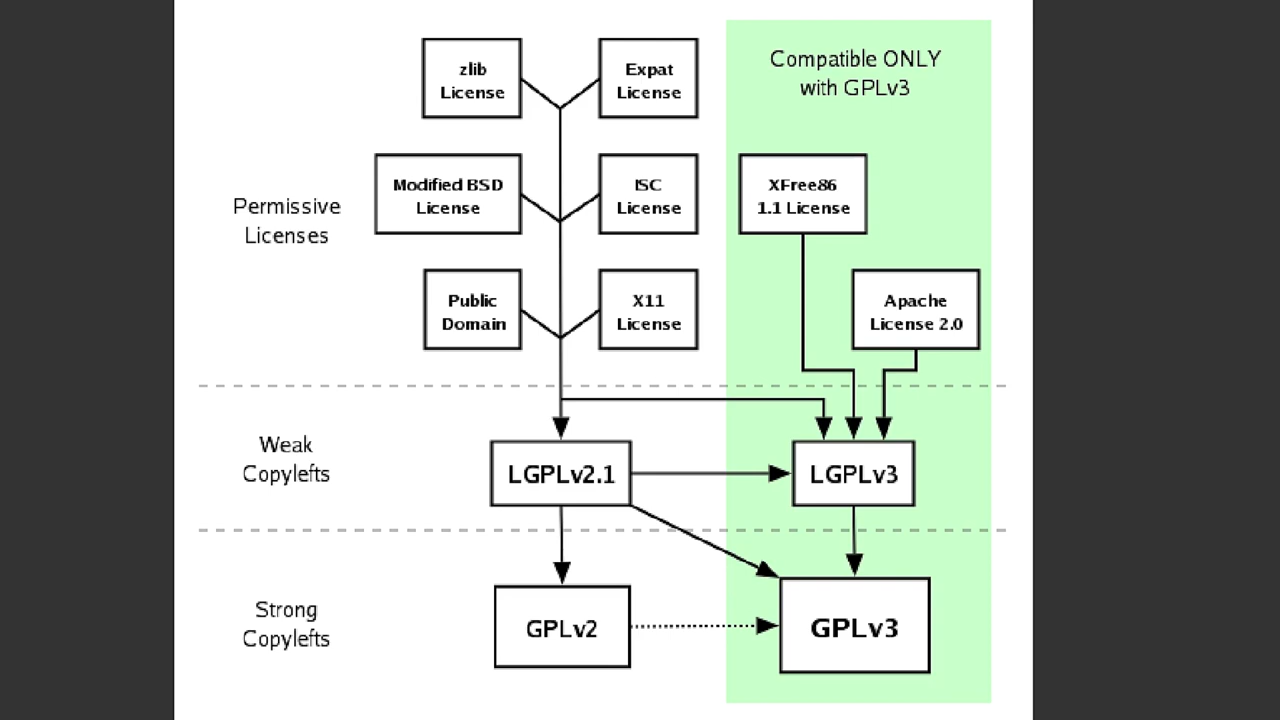 zlib
License
Expat
License
Compatible ONLY
with GPLv3
Permissive
Licenses
Modified BSD
License
ISC
License
XFree86
1.1 License
Public
Domain
X11
License
Apache
License 2.0
Weak
Copylefts
LGPLv2.1
LGPLv3
Strong
Copylefts
GPLv2
GPLv3